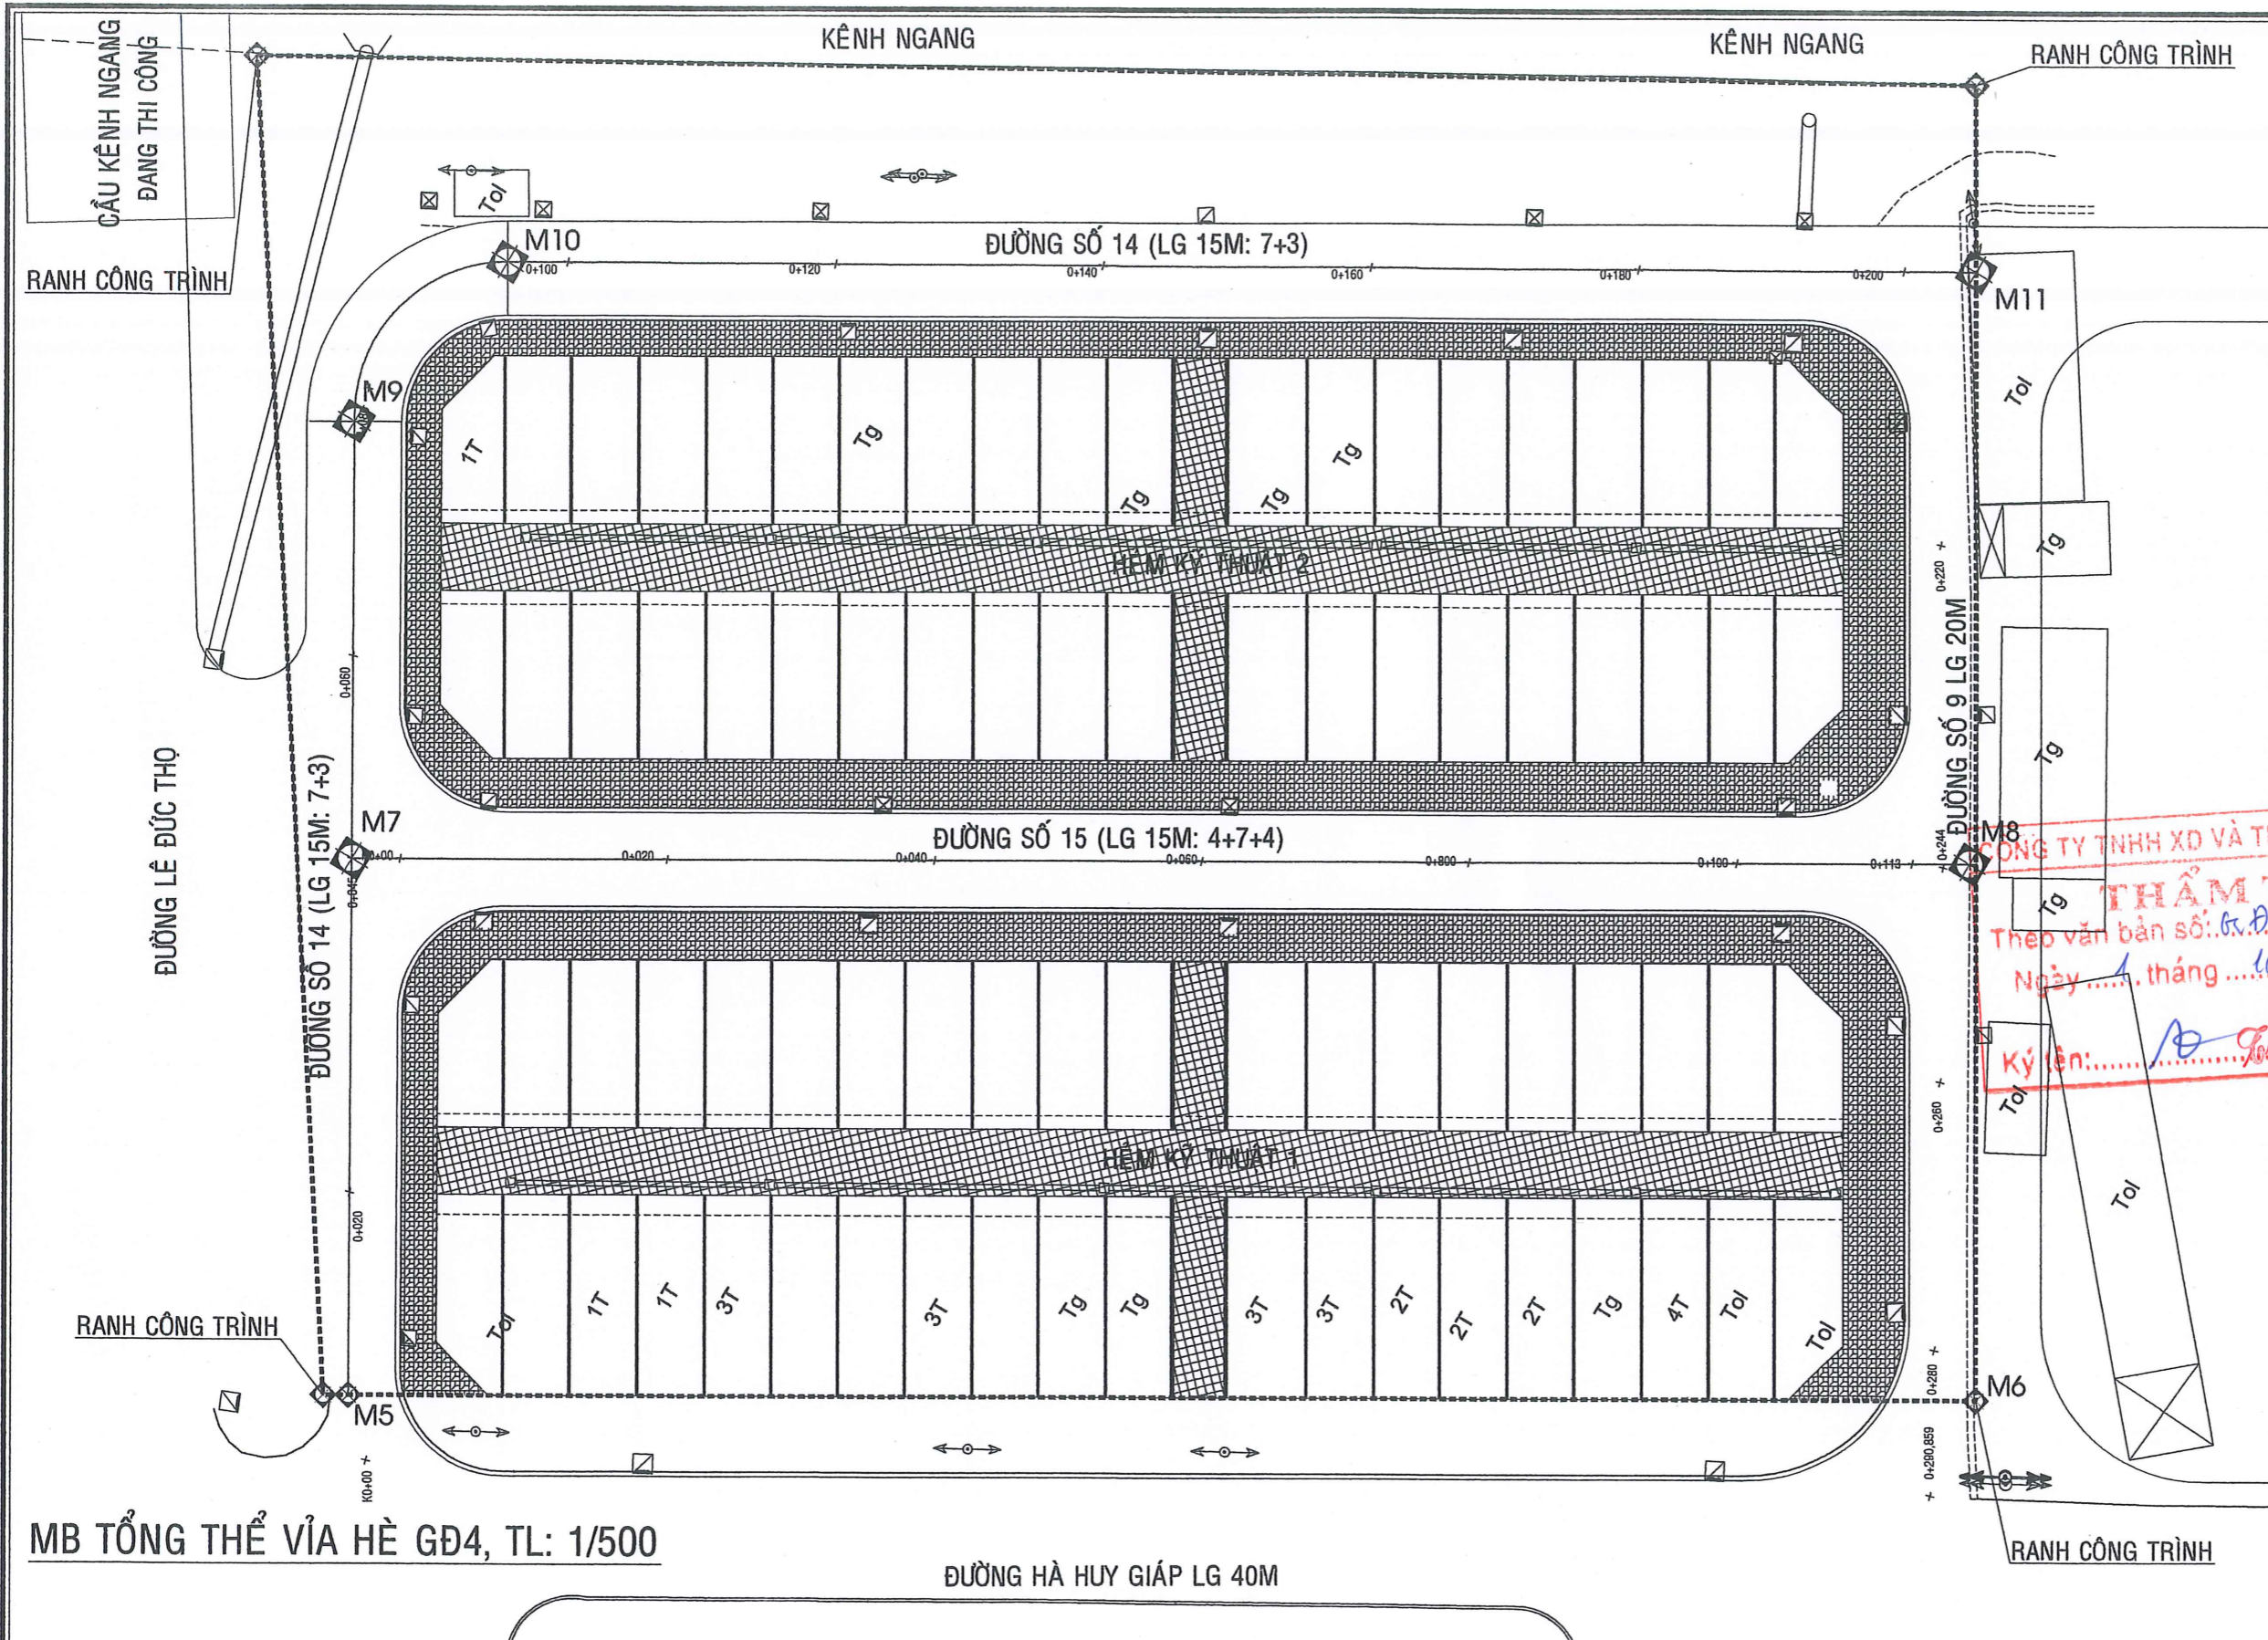 KÊNH NGANG
KÊNH NGANG
RANH CÔNG TRÌNH
CẦU KÊNH NGANG
ĐANG THI CÔNG
Tol
M10
ĐƯỜNG SỐ 14 (LG 15M: 7+3)
0+100
0+120
0+140
0+160
0+180
0+200
RANH CÔNG TRÌNH
M11
M9
Tol
1T
Tg
Tg
Tg
Tg
HẺM KỸ THUẬT 2
0+220
Tg
0+060
ĐƯỜNG SỐ 9 LG 20M
Tg
ĐƯỜNG LÊ ĐỨC THỌ
ĐƯỜNG SỐ 14 (LG 15M: 7+3)
M7
ĐƯỜNG SỐ 15 (LG 15M: 4+7+4)
0+00
0+020
0+040
0+060
0+800
0+100
0+113
0+244
M8
0+045
CÔNG TY TNHH XD VÀ
THẨM
Tg
Theo văn bản số:
Ngày ...1... tháng
Ký tên:
Tol
0+260
HẺM KỸ THUẬT 1
Tol
0+020
Tol
1T
1T
3T
3T
Tg
Tg
3T
3T
2T
2T
2T
Tg
4T
Tol
Tol
RANH CÔNG TRÌNH
0+280
M6
M5
K0+00
0+290,859
MB TỔNG THỂ VỈA HÈ GĐ4, TL: 1/500
RANH CÔNG TRÌNH
ĐƯỜNG HÀ HUY GIÁP LG 40M